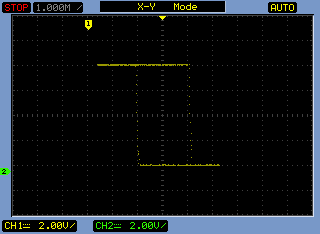 STOP 1.000M / X-Y Mode AUTO
1
2
CH1 2.00V/ CH2 2.00V/